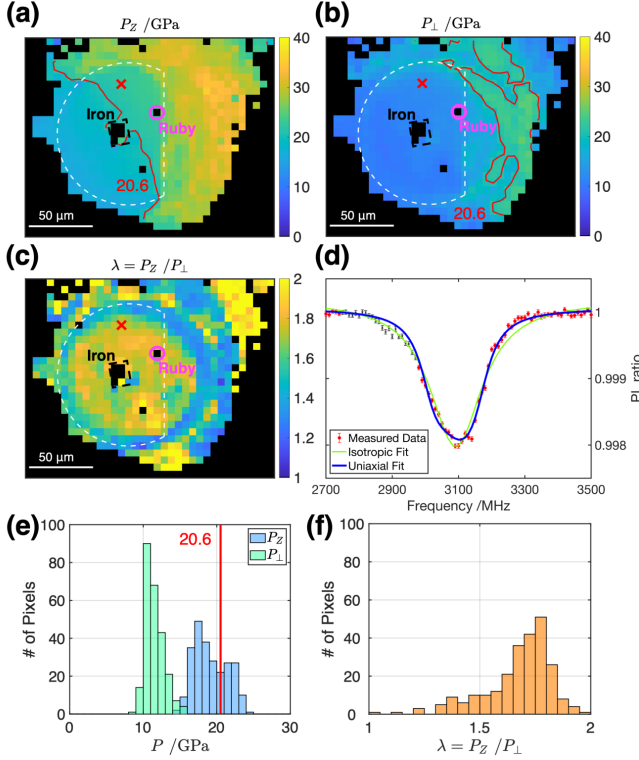 (a) P_Z /GPa
40
30
20
10
0
Iron
Ruby
20.6
50 µm
(b) P_⊥ /GPa
40
30
20
10
0
Iron
Ruby
20.6
50 µm
(c) λ = P_Z /P_⊥
2
1.8
1.6
1.4
1.2
1
Iron
Ruby
50 µm
(d)
1
0.999
0.998
PL ratio
Measured Data
Isotropic Fit
Uniaxial Fit
2700 2900 3100 3300 3500
Frequency /MHz
(e)
100
80
60
40
20
0
# of Pixels
20.6
P_Z
P_⊥
0 10 20 30
P /GPa
(f)
100
80
60
40
20
0
# of Pixels
1 1.5 2
λ = P_Z /P_⊥